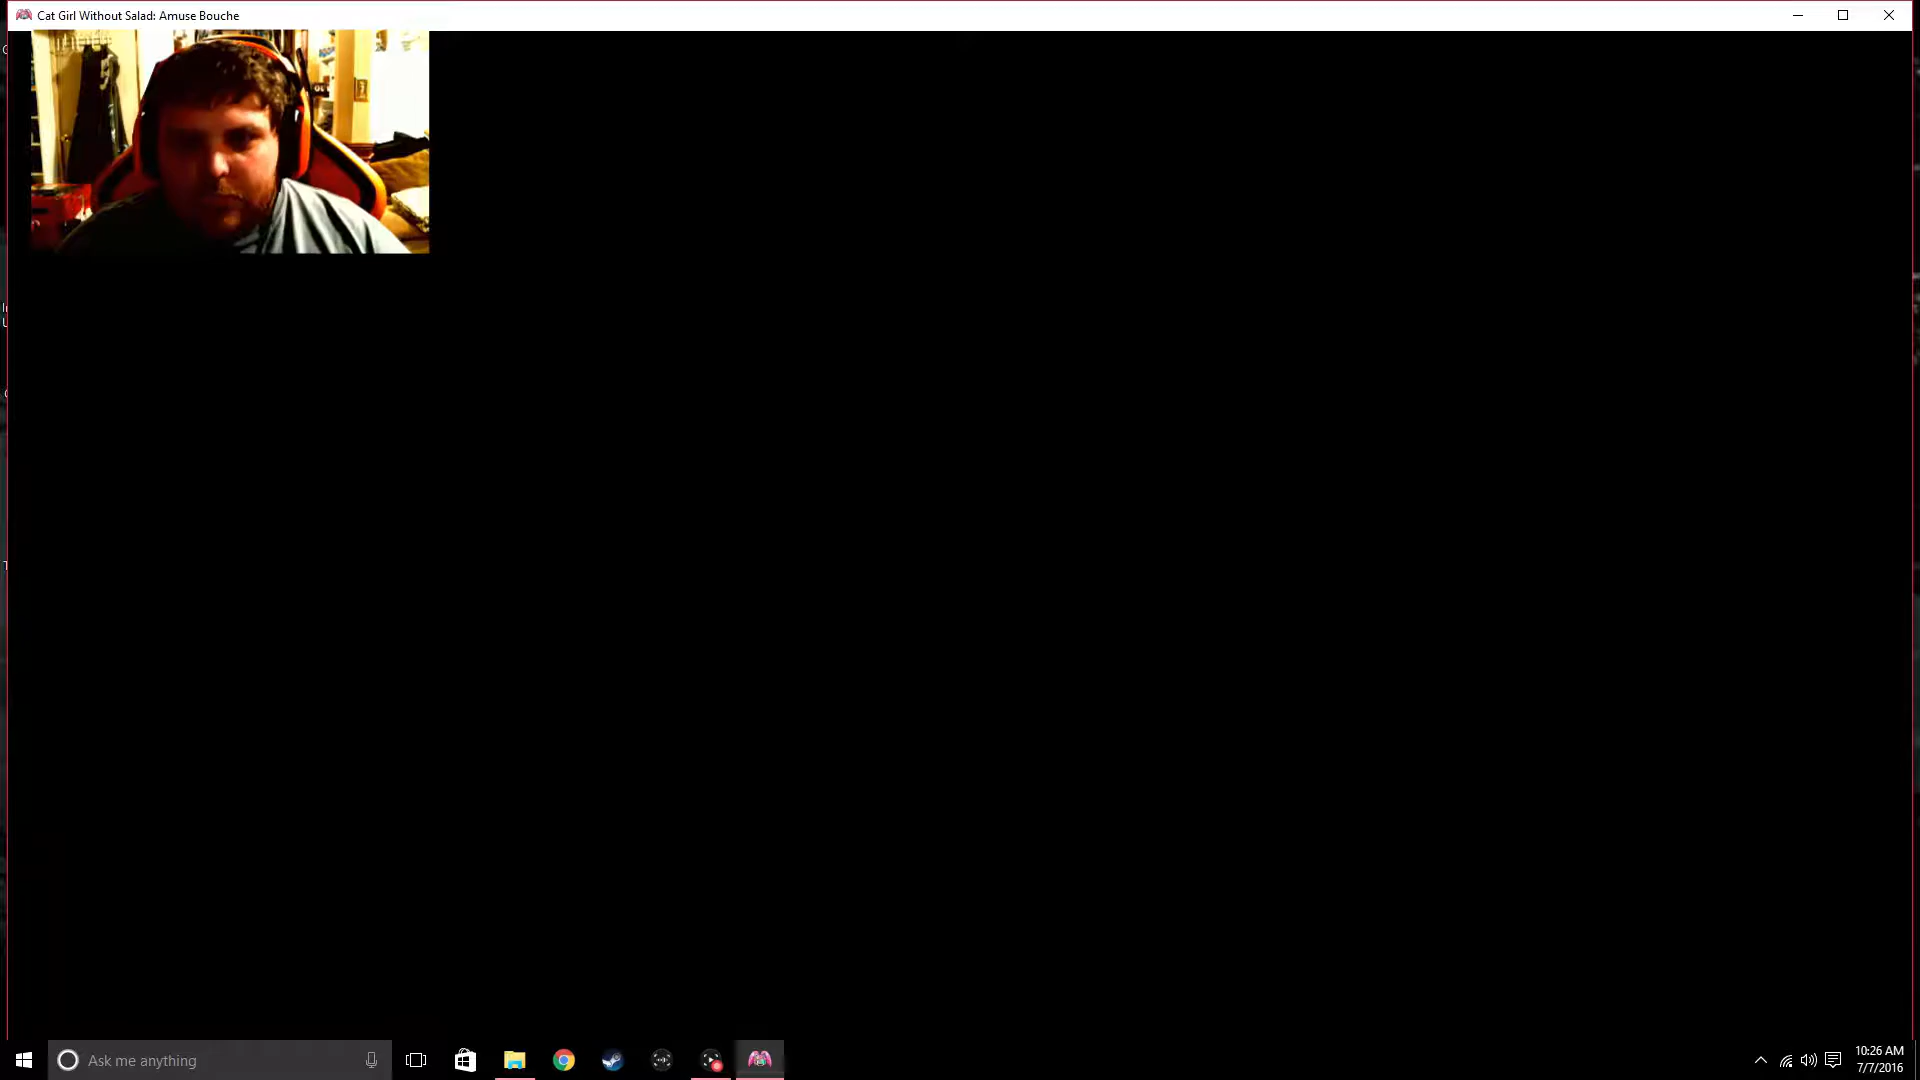 Cat Girl Without Salad: Amuse Bouche
Ask me anything
10:26 AM
7/7/2016